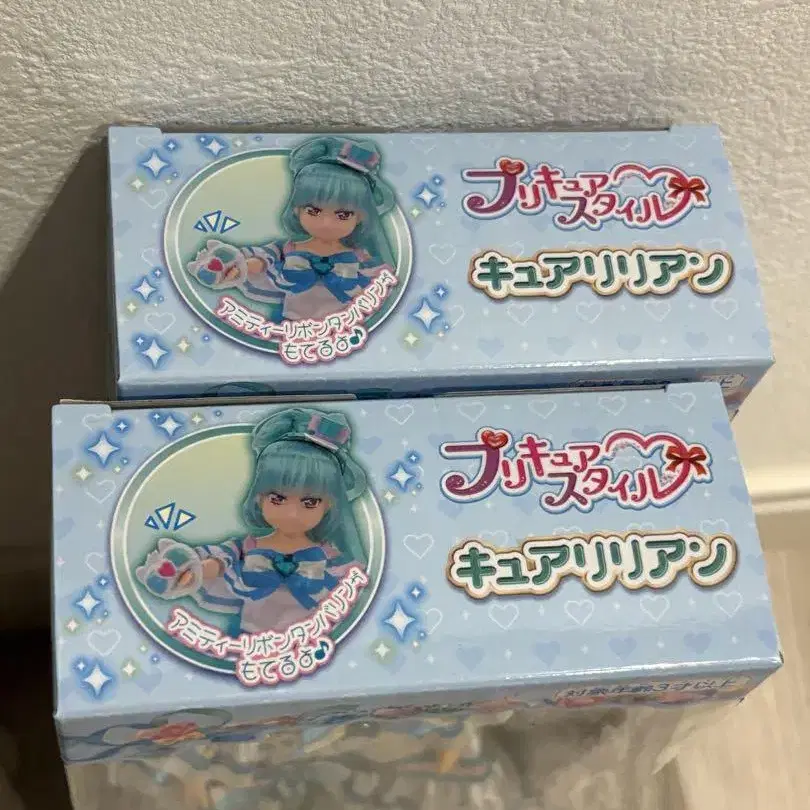 プリキュア
スタイル
キュアリリアン
アミティーリボンタンバリンが
もてるよ♪
プリキュア
スタイル
キュアリリアン
アミティーリボンタンバリンが
もてるよ♪
対象年齢3才以上